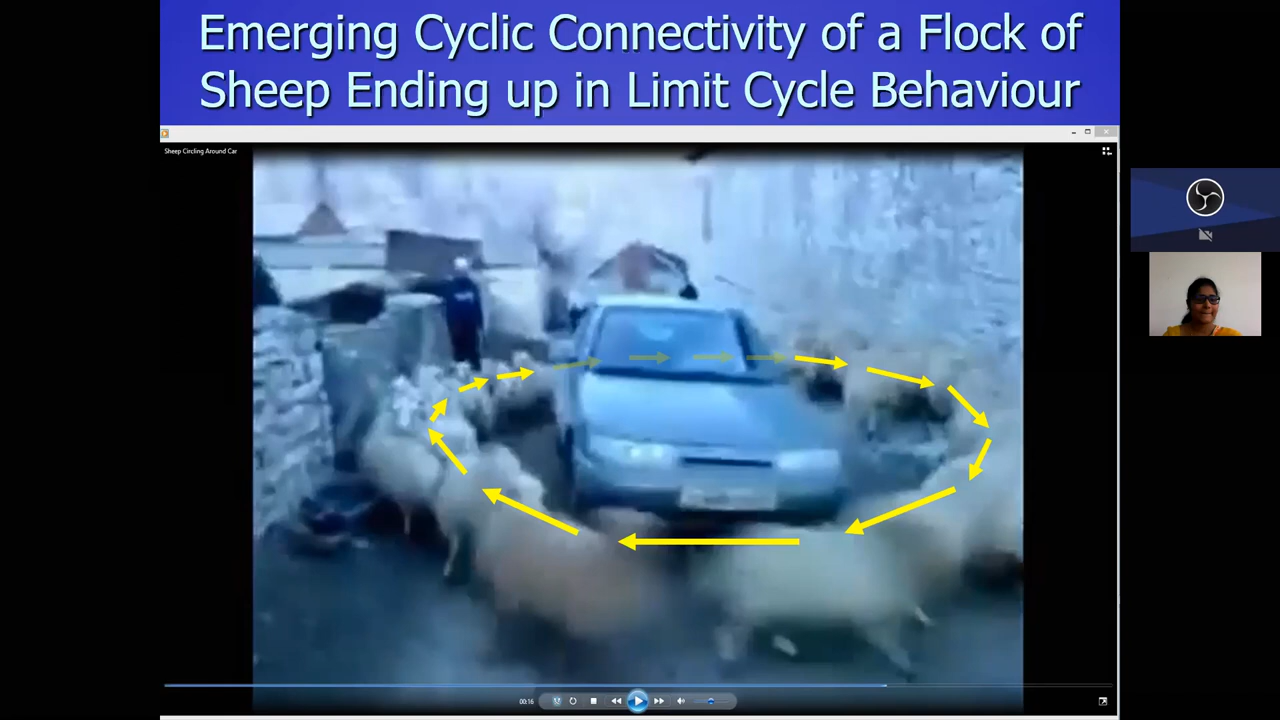 Emerging Cyclic Connectivity of a Flock of
Sheep Ending up in Limit Cycle Behaviour
Sheep Circling Around Car
00:16